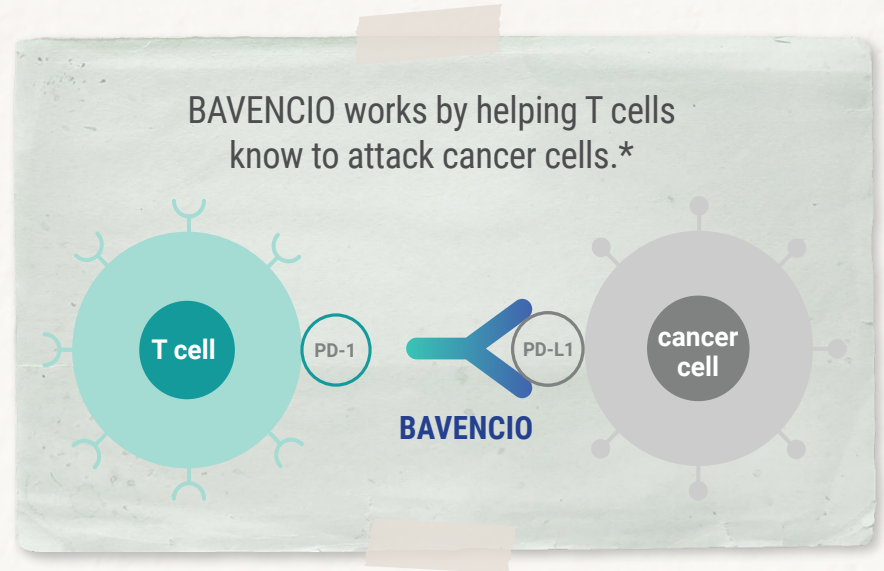 BAVENCIO works by helping T cells
know to attack cancer cells.*
T cell
PD-1
PD-L1
cancer
cell
BAVENCIO